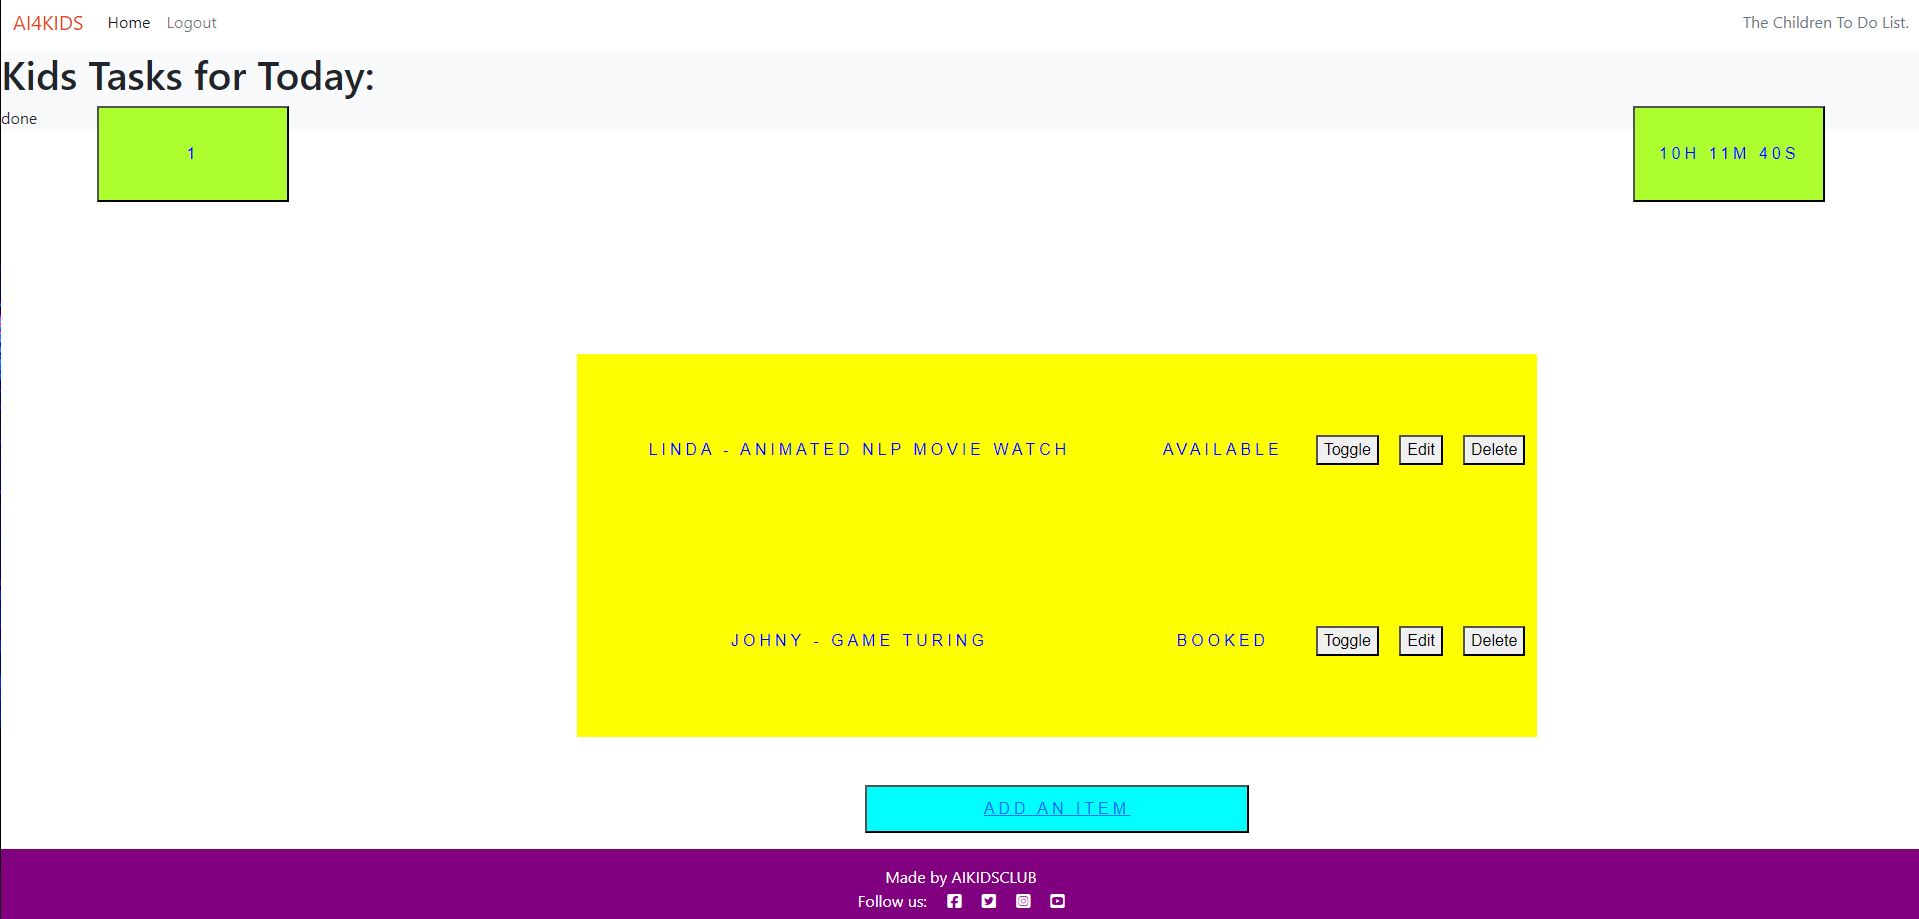 AI4KIDS Home Logout The Children To Do List.
Kids Tasks for Today:
done
1
10H 11M 40S
LINDA - ANIMATED NLP MOVIE WATCH AVAILABLE Toggle Edit Delete
JOHNY - GAME TURING BOOKED Toggle Edit Delete
ADD AN ITEM
Made by AIKIDSCLUB
Follow us: